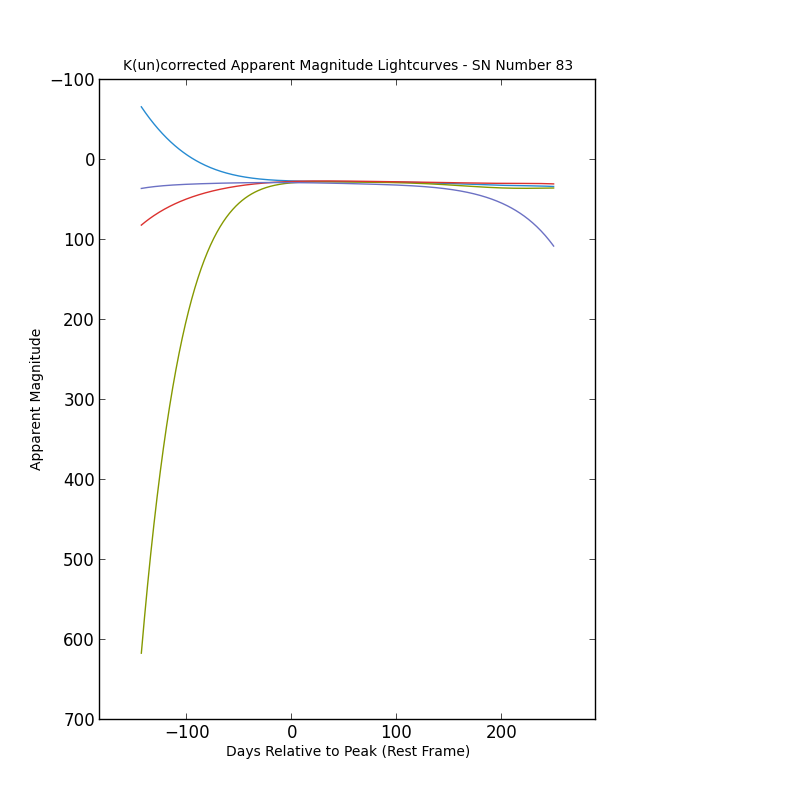 K(un)corrected Apparent Magnitude Lightcurves - SN Number 83
−100
0
100
200
300
400
500
600
700
Apparent Magnitude
−100 0 100 200
Days Relative to Peak (Rest Frame)